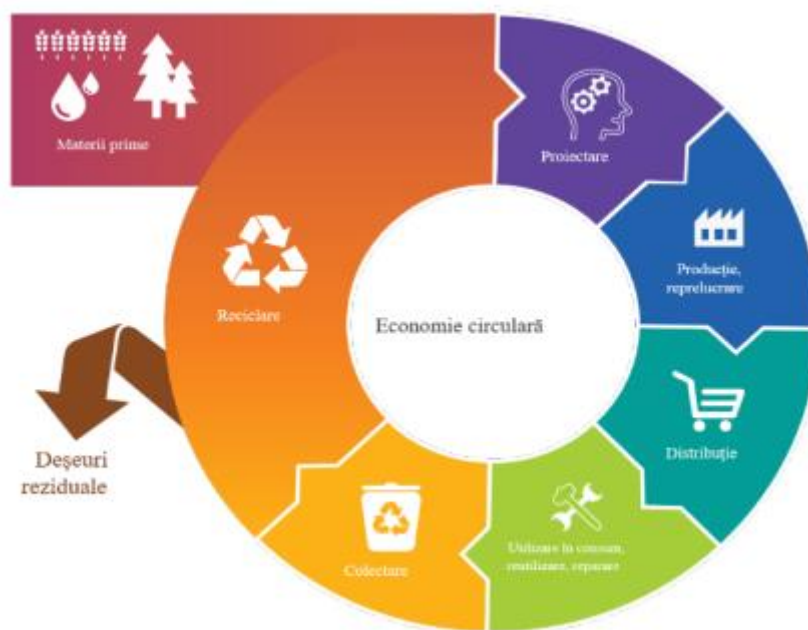 Materii prime
Proiectare
Producție,
reprelucrare
Distribuție
Utilizare în consum,
reutilizare, reparare
Colectare
Reciclare
Economie circulară
Deșeuri
reziduale